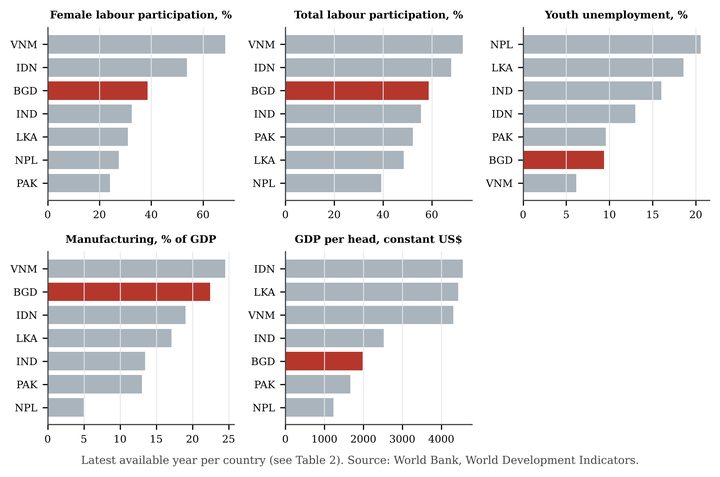 Female labour participation, %
VNM
IDN
BGD
IND
LKA
NPL
PAK
0 20 40 60
Total labour participation, %
VNM
IDN
BGD
IND
PAK
LKA
NPL
0 20 40 60
Youth unemployment, %
NPL
LKA
IND
IDN
PAK
BGD
VNM
0 5 10 15 20
Manufacturing, % of GDP
VNM
BGD
IDN
LKA
IND
PAK
NPL
0 5 10 15 20 25
GDP per head, constant US$
IDN
LKA
VNM
IND
BGD
PAK
NPL
0 1000 2000 3000 4000
Latest available year per country (see Table 2). Source: World Bank, World Development Indicators.